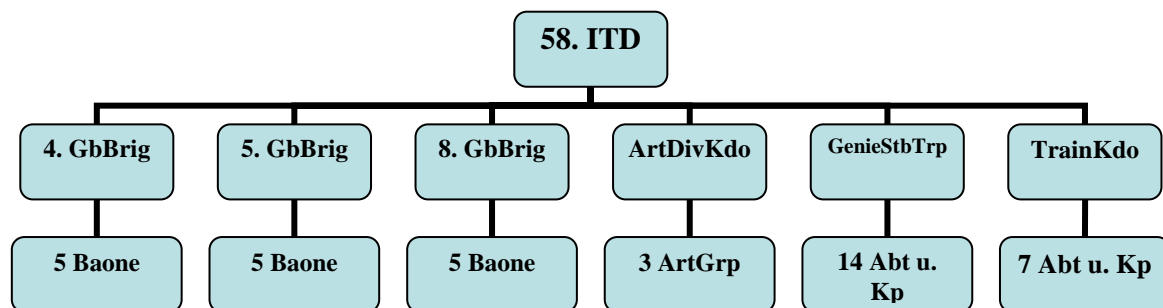 58. ITD
4. GbBrig
5. GbBrig
8. GbBrig
ArtDivKdo
GenieStbTrp
TrainKdo
5 Baone
5 Baone
5 Baone
3 ArtGrp
14 Abt u.
Kp
7 Abt u. Kp